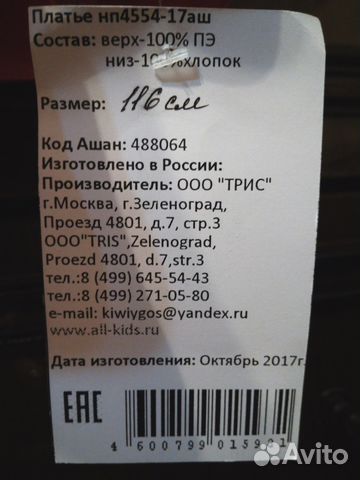 Платье нп4554-17аш
Состав: верх-100% ПЭ
низ-100%хлопок
Размер: 116 см
Код Ашан: 488064
Изготовлено в России:
Производитель: ООО "ТРИС"
г.Москва, г.Зеленоград,
Проезд 4801, д.7, стр.3
ООО"TRIS",Zelenograd,
Proezd 4801, d.7,str.3
тел.:8 (499) 645-54-43
тел.:8 (499) 271-05-80
e-mail: kiwiygos@yandex.ru
www.all-kids.ru
Дата изготовления: Октябрь 2017г.
EAC
Avito